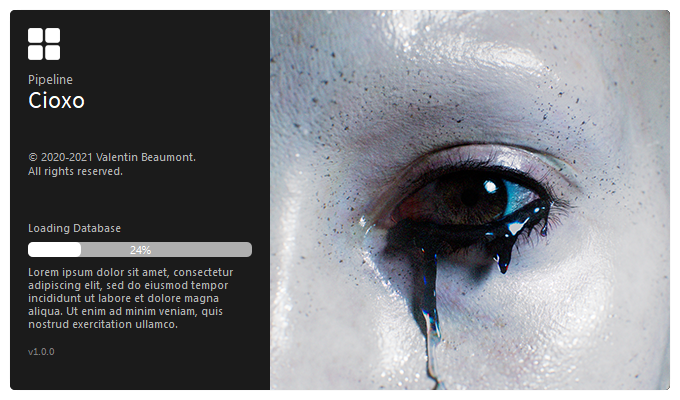 Pipeline
Cioxo
© 2020-2021 Valentin Beaumont.
All rights reserved.
Loading Database
24%
Lorem ipsum dolor sit amet, consectetur
adipiscing elit, sed do eiusmod tempor
incididunt ut labore et dolore magna
aliqua. Ut enim ad minim veniam, quis
nostrud exercitation ullamco.
v1.0.0